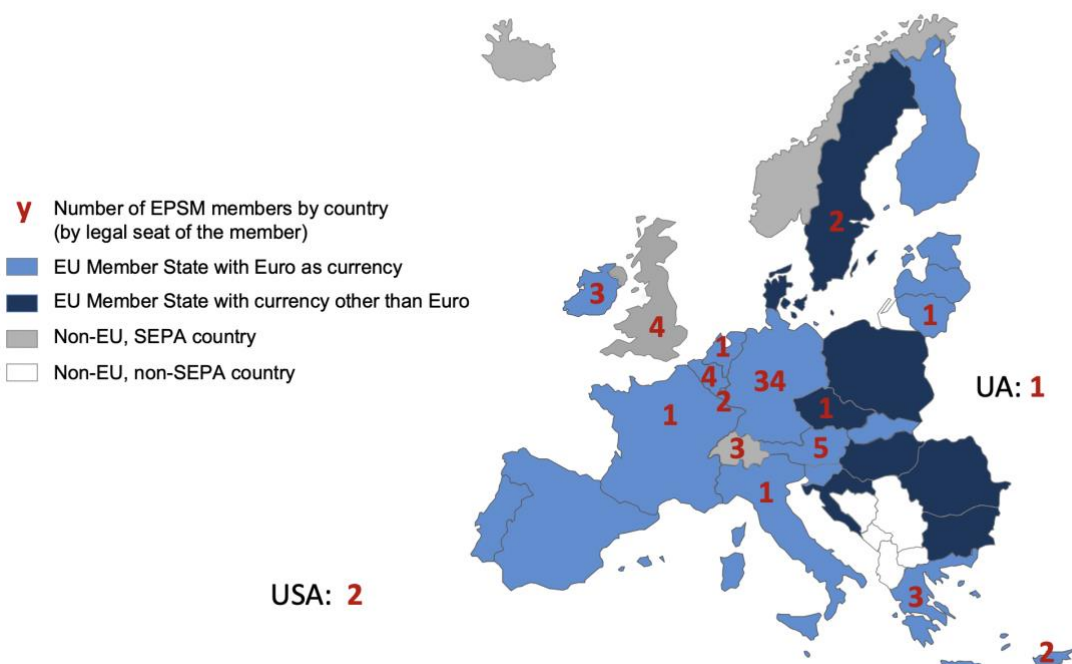 y Number of EPSM members by country
(by legal seat of the member)
EU Member State with Euro as currency
EU Member State with currency other than Euro
Non-EU, SEPA country
Non-EU, non-SEPA country
2
3
4
1
1
4
34
2
1
1
3
5
1
UA: 1
3
USA: 2
2